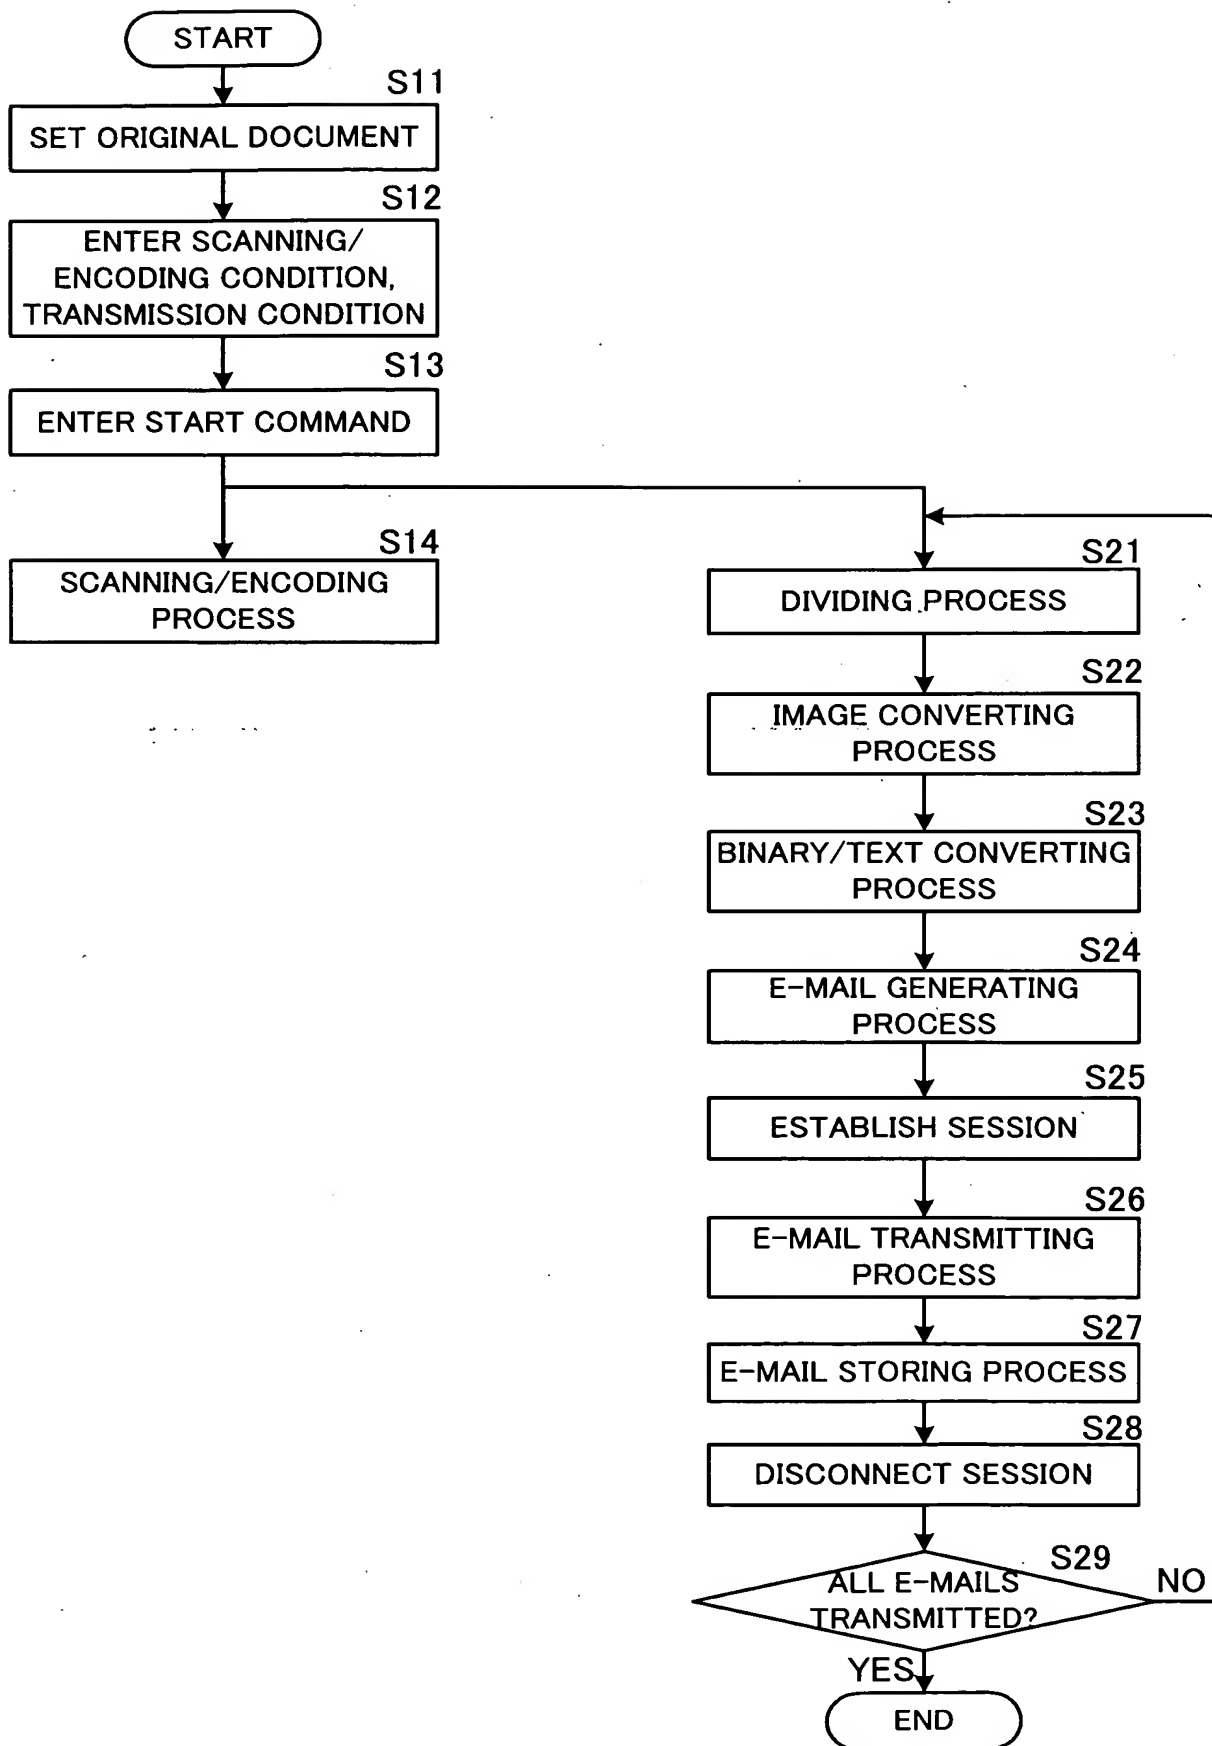 START
S11
SET ORIGINAL DOCUMENT
S12
ENTER SCANNING/
ENCODING CONDITION,
TRANSMISSION CONDITION
S13
ENTER START COMMAND
S14
SCANNING/ENCODING
PROCESS
S21
DIVIDING PROCESS
S22
IMAGE CONVERTING
PROCESS
S23
BINARY/TEXT CONVERTING
PROCESS
S24
E-MAIL GENERATING
PROCESS
S25
ESTABLISH SESSION
S26
E-MAIL TRANSMITTING
PROCESS
S27
E-MAIL STORING PROCESS
S28
DISCONNECT SESSION
S29
ALL E-MAILS
TRANSMITTED?
NO
YES
END